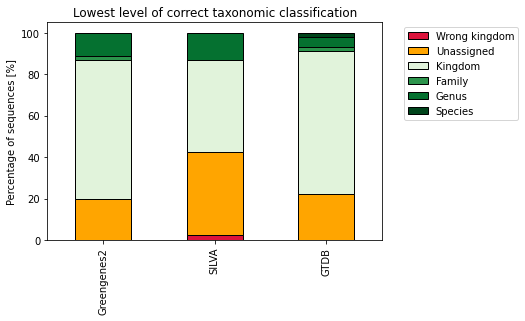 Lowest level of correct taxonomic classification
Percentage of sequences [%]
100
80
60
40
20
0
Greengenes2
SILVA
GTDB
Wrong kingdom
Unassigned
Kingdom
Family
Genus
Species